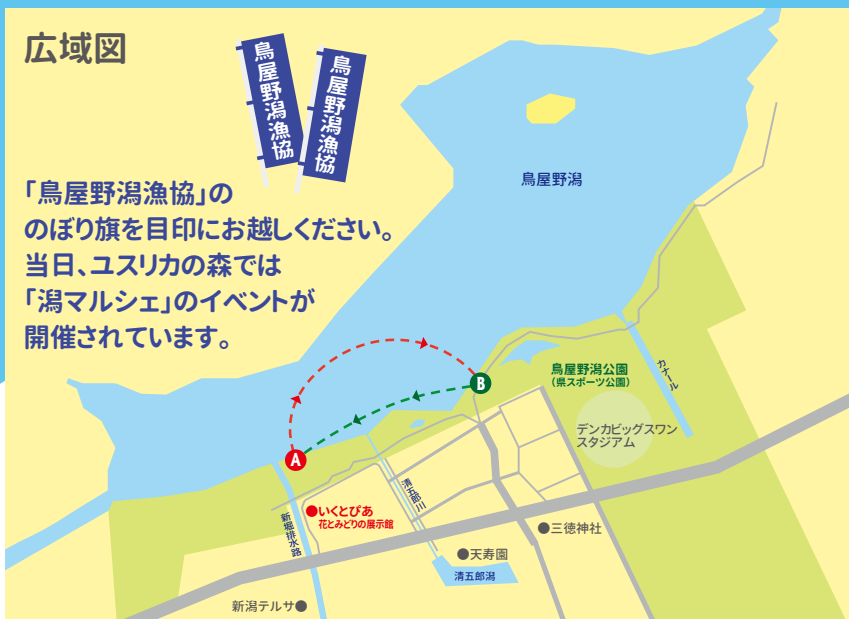 広域図
鳥屋野潟漁協
鳥屋野潟漁協
「鳥屋野潟漁協」の
のぼり旗を目印にお越しください。
当日、ユスリカの森では
「潟マルシェ」のイベントが
開催されています。
鳥屋野潟
鳥屋野潟公園
(県スポーツ公園)
カナール
デンカビッグスワン
スタジアム
B
A
●いくとぴあ
花とみどりの展示館
清五郎川
新堀排水路
●三徳神社
●天寿園
清五郎潟
新潟テルサ●